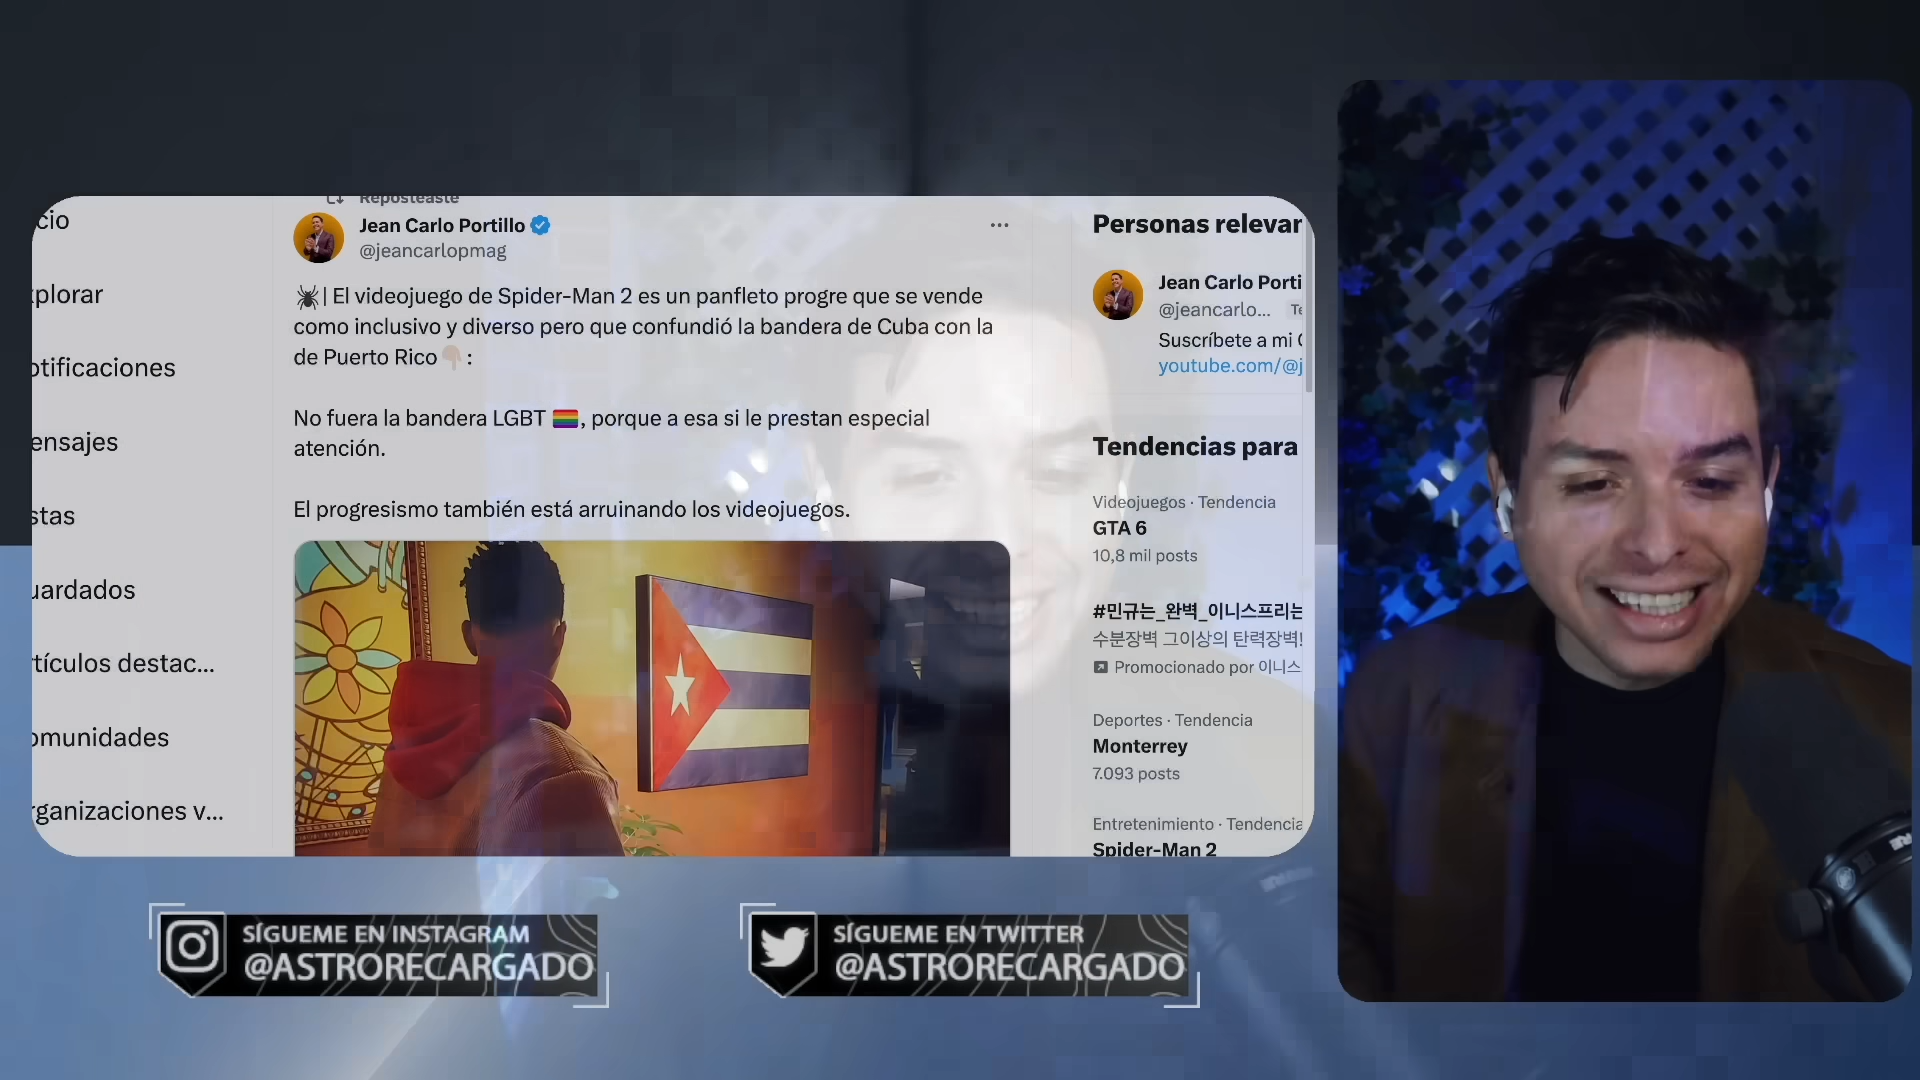 cio
xplorar
otificaciones
ensajes
stas
uardados
rtículos destac...
omunidades
rganizaciones v...
Reposteaste
Jean Carlo Portillo
@jeancarlopmag
| El videojuego de Spider-Man 2 es un panfleto progre que se vende
como inclusivo y diverso pero que confundió la bandera de Cuba con la
de Puerto Rico 👇🏼 :
No fuera la bandera LGBT 🏳️‍🌈, porque a esa si le prestan especial
atención.
El progresismo también está arruinando los videojuegos.
Personas relevan
Jean Carlo Porti
@jeancarlo... Te
Suscríbete a mi C
youtube.com/@j
Tendencias para
Videojuegos · Tendencia
GTA 6
10,8 mil posts
#민규는_완벽_이니스프리는
수분장벽 그이상의 탄력장벽!
Promocionado por 이니스
Deportes · Tendencia
Monterrey
7.093 posts
Entretenimiento · Tendencia
Spider-Man 2
SÍGUEME EN INSTAGRAM
@ASTRORECARGADO
SÍGUEME EN TWITTER
@ASTRORECARGADO